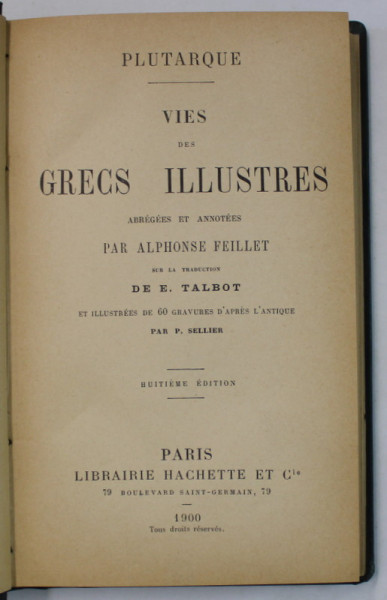 PLUTARQUE
VIES
DES
GRECS ILLUSTRES
ABRÉGÉES ET ANNOTÉES
PAR ALPHONSE FEILLET
SUR LA TRADUCTION
DE E. TALBOT
ET ILLUSTRÉES DE 60 GRAVURES D'APRÈS L'ANTIQUE
PAR P. SELLIER
HUITIÈME ÉDITION
PARIS
LIBRAIRIE HACHETTE ET Cie
79 BOULEVARD SAINT-GERMAIN, 79
1900
Tous droits réservés.